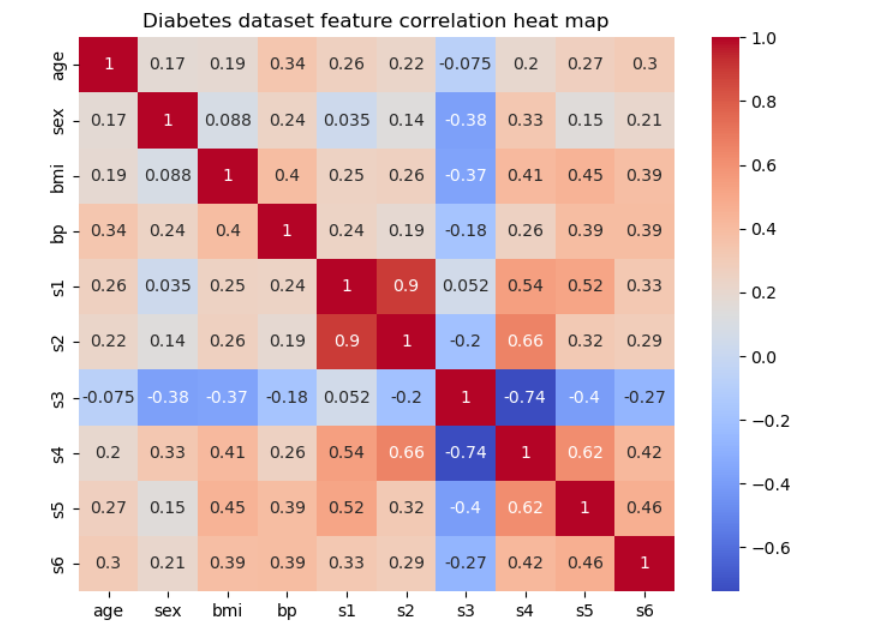 Diabetes dataset feature correlation heat map
age 1 0.17 0.19 0.34 0.26 0.22 -0.075 0.2 0.27 0.3
sex 0.17 1 0.088 0.24 0.035 0.14 -0.38 0.33 0.15 0.21
bmi 0.19 0.088 1 0.4 0.25 0.26 -0.37 0.41 0.45 0.39
bp 0.34 0.24 0.4 1 0.24 0.19 -0.18 0.26 0.39 0.39
s1 0.26 0.035 0.25 0.24 1 0.9 0.052 0.54 0.52 0.33
s2 0.22 0.14 0.26 0.19 0.9 1 -0.2 0.66 0.32 0.29
s3 -0.075 -0.38 -0.37 -0.18 0.052 -0.2 1 -0.74 -0.4 -0.27
s4 0.2 0.33 0.41 0.26 0.54 0.66 -0.74 1 0.62 0.42
s5 0.27 0.15 0.45 0.39 0.52 0.32 -0.4 0.62 1 0.46
s6 0.3 0.21 0.39 0.39 0.33 0.29 -0.27 0.42 0.46 1
age sex bmi bp s1 s2 s3 s4 s5 s6
1.0
0.8
0.6
0.4
0.2
0.0
−0.2
−0.4
−0.6